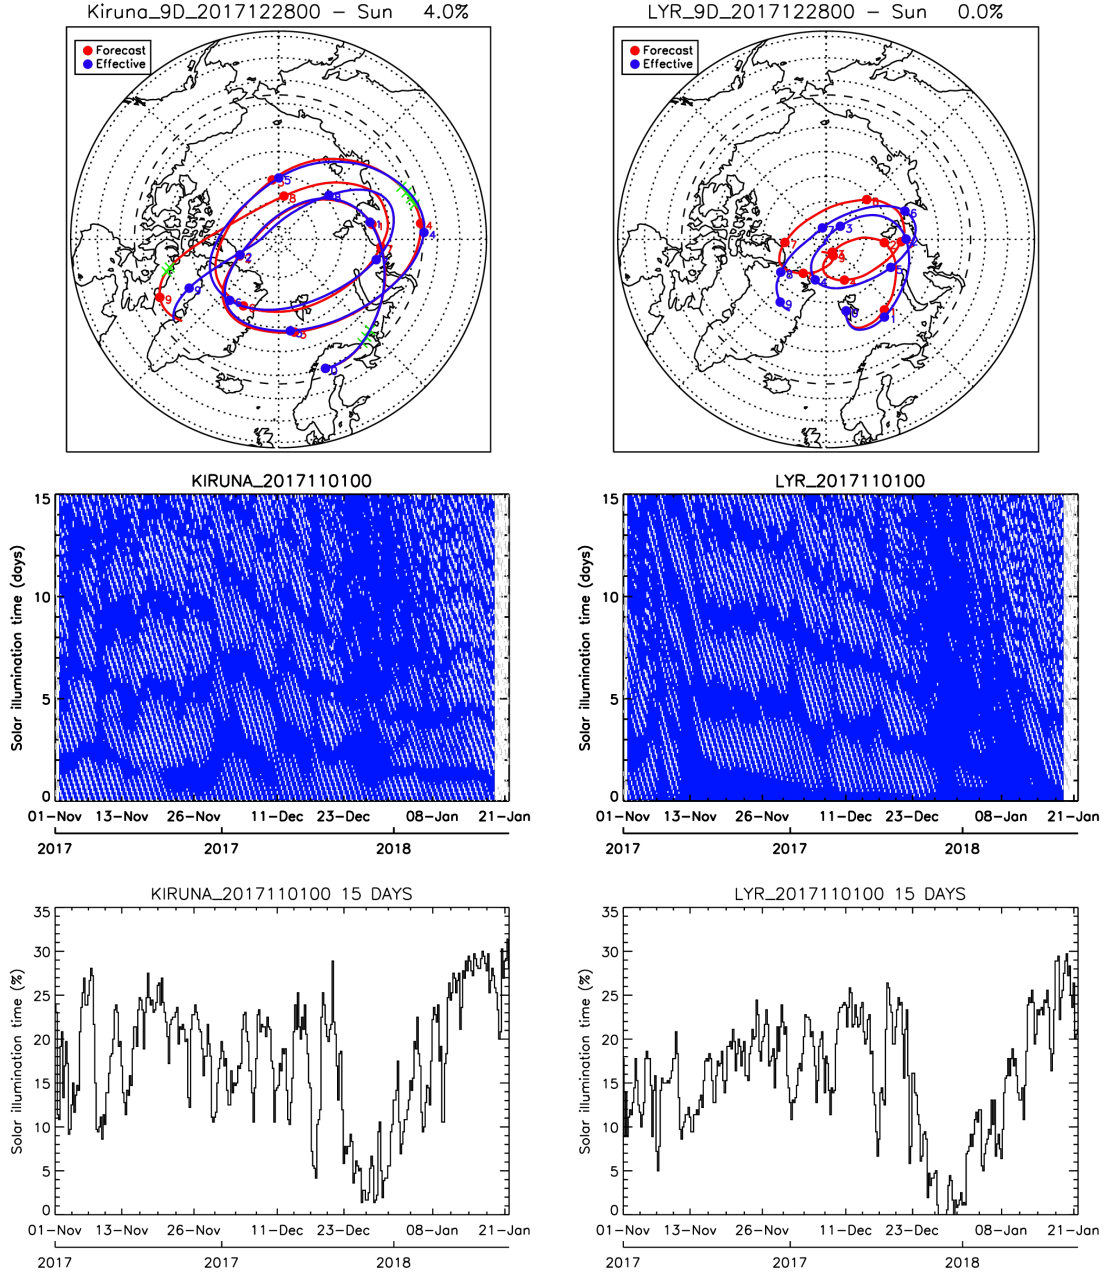 Kiruna_9D_2017122800 - Sun 4.0%
LYR_9D_2017122800 - Sun 0.0%
Forecast
Effective
Forecast
Effective
KIRUNA_2017110100
LYR_2017110100
Solar illumination time (days)
15
10
5
0
01-Nov 13-Nov 26-Nov 11-Dec 23-Dec 08-Jan 21-Jan
2017 2017 2018
Solar illumination time (days)
15
10
5
0
01-Nov 13-Nov 26-Nov 11-Dec 23-Dec 08-Jan 21-Jan
2017 2017 2018
KIRUNA_2017110100 15 DAYS
LYR_2017110100 15 DAYS
Solar illumination time (%)
35
30
25
20
15
10
5
0
01-Nov 13-Nov 26-Nov 11-Dec 23-Dec 08-Jan 21-Jan
2017 2017 2018
Solar illumination time (%)
35
30
25
20
15
10
5
0
01-Nov 13-Nov 26-Nov 11-Dec 23-Dec 08-Jan 21-Jan
2017 2017 2018